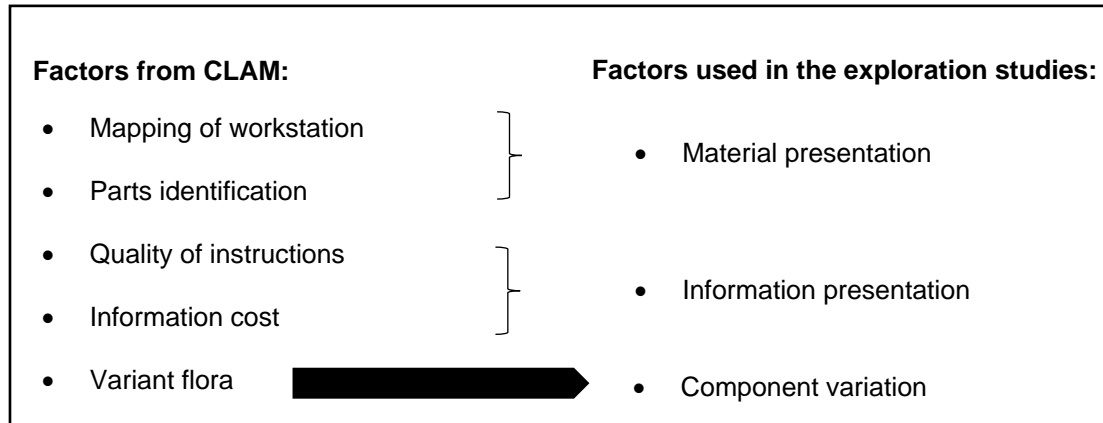 Factors from CLAM:
• Mapping of workstation
• Parts identification
• Quality of instructions
• Information cost
• Variant flora
Factors used in the exploration studies:
• Material presentation
• Information presentation
• Component variation